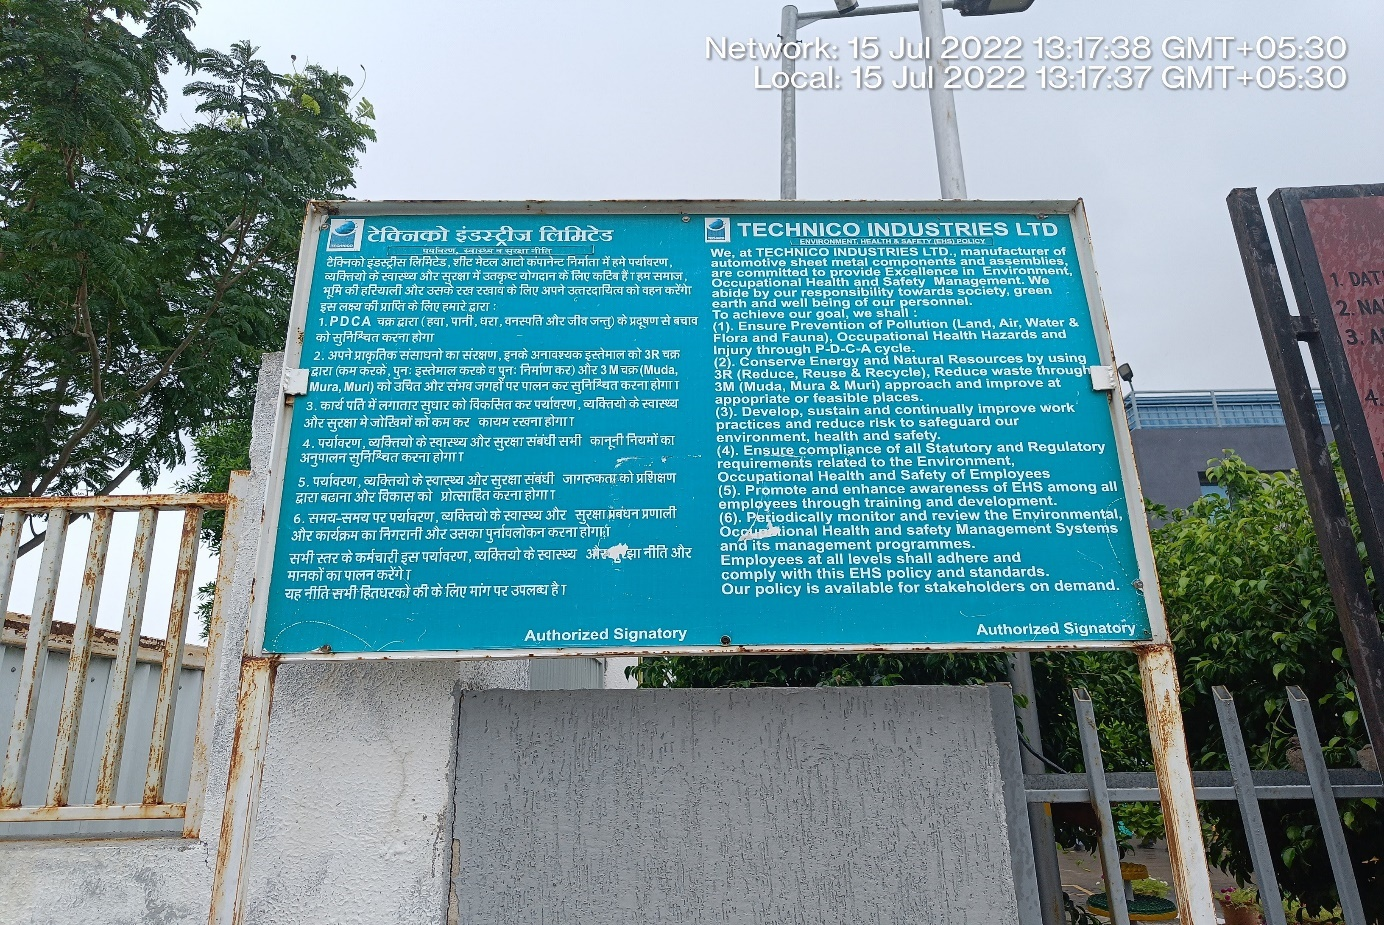 Network: 15 Jul 2022 13:17:38 GMT+05:30
Local: 15 Jul 2022 13:17:37 GMT+05:30
TECHNICO
टेक्निको इंडस्ट्रीज लिमिटेड
पर्यावरण, स्वास्थ्य व सुरक्षा नीति
टेक्निको इंडस्ट्रीस लिमिटेड, शीट मेटल आटो कंपानेन्ट निर्माता में हमे पर्यावरण,
व्यक्तियो के स्वास्थ्य और सुरक्षा में उतकृष्ट योगदान के लिए कटिब हैं। हम समाज,
भूमि की हरियाली और उसके रख रखाव के लिए अपने उत्तरदायित्व को वहन करेंगे
इस लक्ष्य की प्राप्ति के लिए हमारे द्वारा :
1. PDCA चक्र द्वारा (हवा, पानी, धरा, वनस्पति और जीव जन्तु) के प्रदूषण से बचाव
को सुनिश्चित करना होगा
2. अपने प्राकृतिक संसाधनो का संरक्षण, इनके अनावश्यक इस्तेमाल को 3R चक्र
द्वारा (कम करके, पुन: इस्तेमाल करके व पुन: निर्माण कर) और 3 M चक्र (Muda,
Mura, Muri) को उचित और संभव जगहों पर पालन कर सुनिश्चित करना होगा।
3. कार्य पति में लगातार सुधार को विकसित कर पर्यावरण, व्यक्तियो के स्वास्थ्य
और सुरक्षा मे जोखिमों को कम कर कायम रखना होगा।
4. पर्यावरण, व्यक्तियो के स्वास्थ्य और सुरक्षा संबंधी सभी कानूनी नियमों का
अनुपालन सुनिश्चित करना होगा।
5. पर्यावरण, व्यक्तियो के स्वास्थ्य और सुरक्षा संबंधी जागरुकता को प्रशिक्षण
द्वारा बढाना और विकास को प्रोत्साहित करना होगा।
6. समय-समय पर पर्यावरण, व्यक्तियो के स्वास्थ्य और सुरक्षा प्रबंधन प्रणाली
और कार्यक्रम का निगरानी और उसका पुनविलोकन करना होगा।
सभी स्तर के कर्मचारी इस पर्यावरण, व्यक्तियो के स्वास्थ्य नीति और
मानकों का पालन करेंगे।
यह नीति सभी हितधरको की के लिए मांग पर उपलब्ध है।
Authorized Signatory
TECHNICO INDUSTRIES LTD
ENVIRONMENT, HEALTH & SAFETY (EHS) POLICY
We, at TECHNICO INDUSTRIES LTD., manufacturer of
automotive sheet metal components and assemblies,
are committed to provide Excellence in Environment,
Occupational Health and Safety Management. We
abide by our responsibility towards society, green
earth and well being of our personnel.
To achieve our goal, we shall :
(1). Ensure Prevention of Pollution (Land, Air, Water &
Flora and Fauna), Occupational Health Hazards and
Injury through P-D-C-A cycle.
(2). Conserve Energy and Natural Resources by using
3R (Reduce, Reuse & Recycle), Reduce waste through
3M (Muda, Mura & Muri) approach and improve at
appopriate or feasible places.
(3). Develop, sustain and continually improve work
practices and reduce risk to safeguard our
environment, health and safety.
(4). Ensure compliance of all Statutory and Regulatory
requirements related to the Environment,
Occupational Health and Safety of Employees
(5). Promote and enhance awareness of EHS among all
employees through training and development.
(6). Periodically monitor and review the Environmental,
Occupational Health and safety Management Systems
and its management programmes.
Employees at all levels shall adhere and
comply with this EHS policy and standards.
Our policy is available for stakeholders on demand.
Authorized Signatory
1. DAT
2. NA
3. A
4.